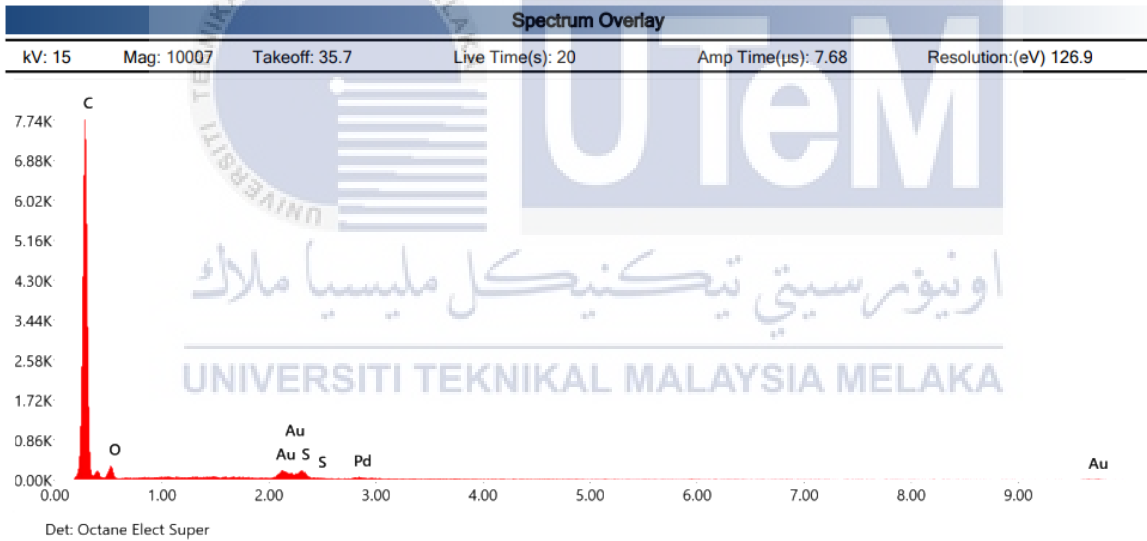 Spectrum Overlay
kV: 15 Mag: 10007 Takeoff: 35.7 Live Time(s): 20 Amp Time(µs): 7.68 Resolution:(eV) 126.9
UNIVERSITI TEKNIKAL MALAYSIA MELAKA
UTeM
C
7.74K
6.88K
6.02K
5.16K
4.30K
3.44K
2.58K
1.72K
0.86K
0.00K
O
Au
Au S S Pd
Au
0.00 1.00 2.00 3.00 4.00 5.00 6.00 7.00 8.00 9.00
اونيۏرسيتي تيكنيكل مليسيا ملاك
UNIVERSITI TEKNIKAL MALAYSIA MELAKA
Det: Octane Elect Super